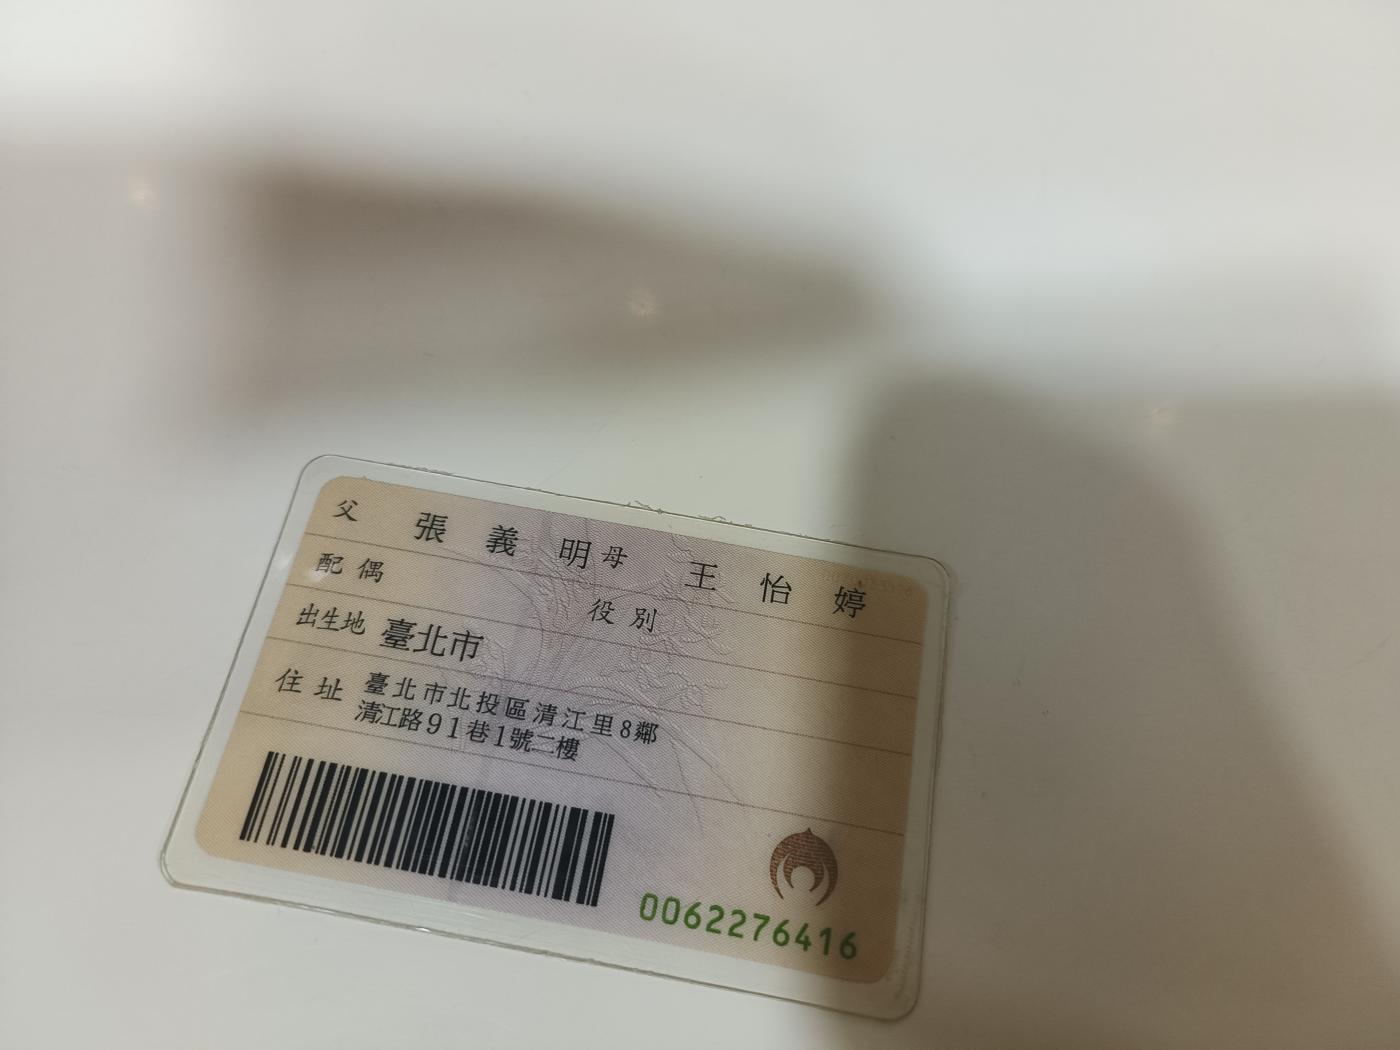 父 張義明 母 王怡婷
配偶 役別
出生地 臺北市
住址 臺北市北投區清江里8鄰
清江路91巷1號二樓
0062276416